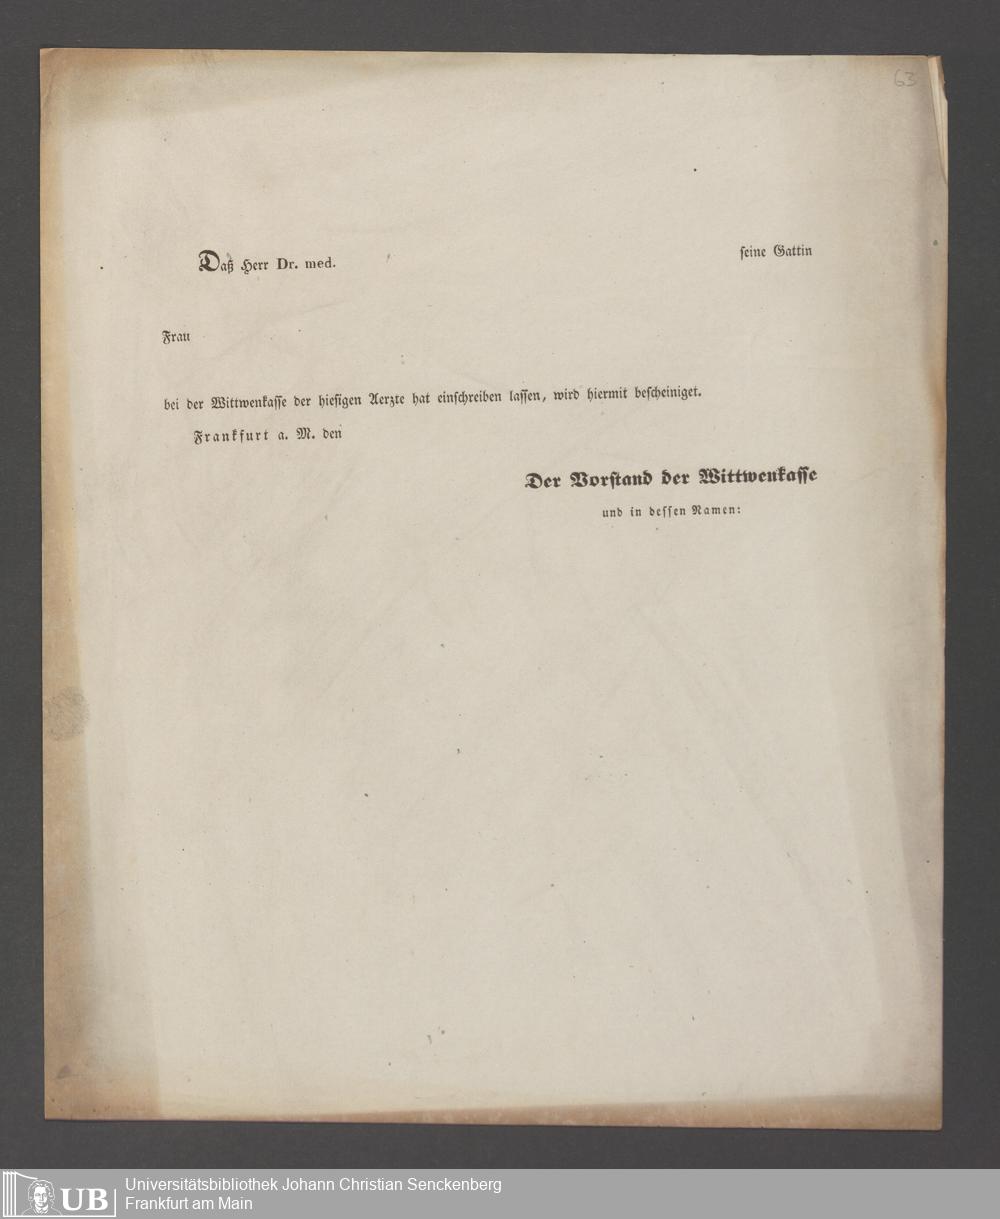 63
Daß Herr Dr. med. seine Gattin
Frau
bei der Wittwenkasse der hiesigen Aerzte hat einschreiben lassen, wird hiermit bescheiniget.
Frankfurt a. M. den
Der Vorstand der Wittwenkasse
und in dessen Namen:
UB
Universitätsbibliothek Johann Christian Senckenberg
Frankfurt am Main